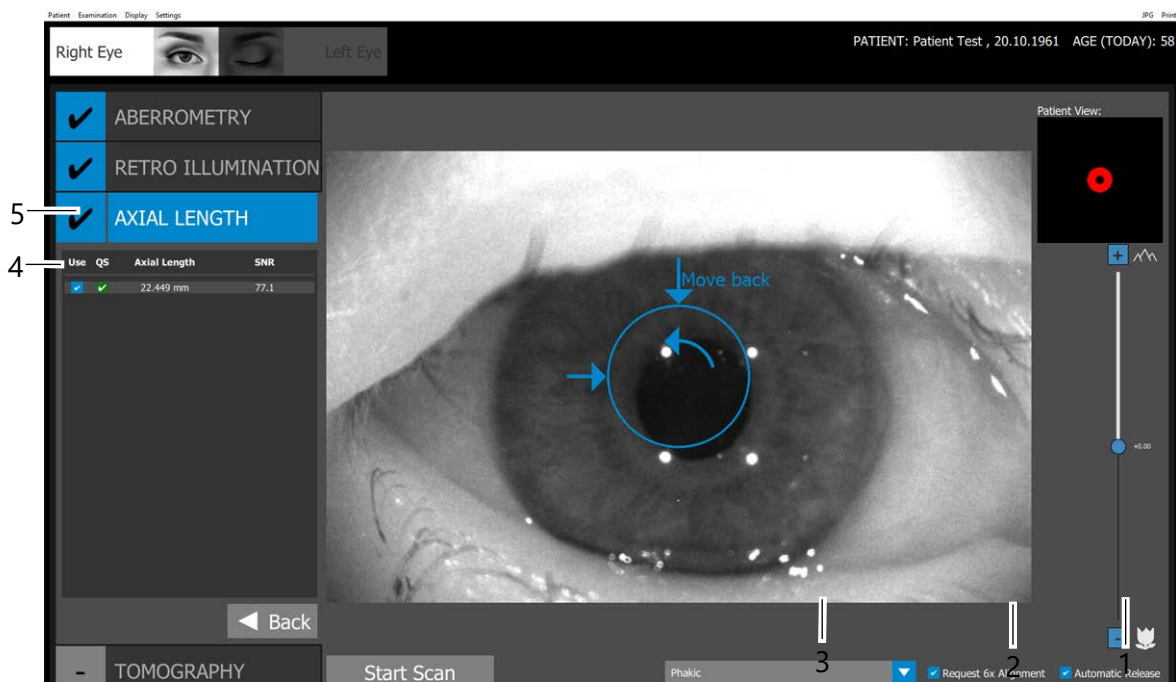 Patient Examination Display Settings JPG Print
Right Eye
Left Eye
PATIENT: Patient Test , 20.10.1961 AGE (TODAY): 58
ABERROMETRY
Patient View:
RETRO ILLUMINATION
5
AXIAL LENGTH
4
Use QS Axial Length SNR
22.449 mm 77.1
+
Move back
+0.00
Back
-
- TOMOGRAPHY
Start Scan
Phakic
3
Request 6x Alignment
2
Automatic Release
1